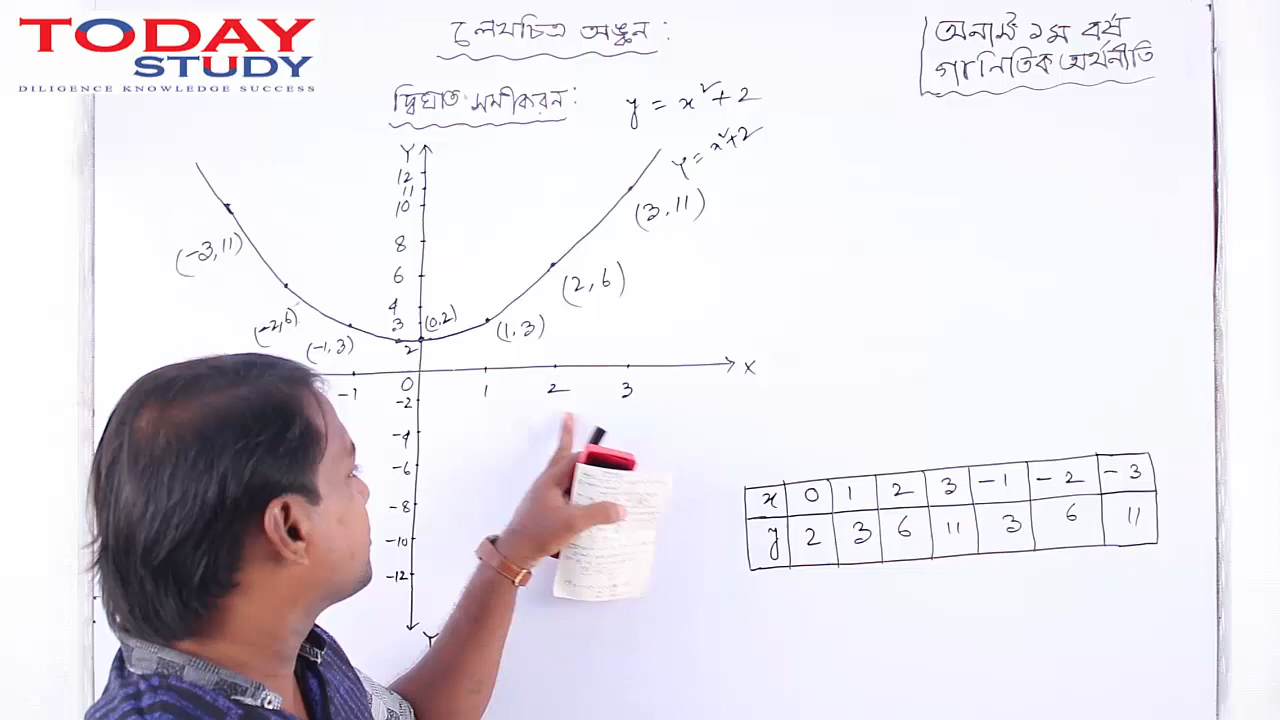 TODAY
STUDY
DILIGENCE KNOWLEDGE SUCCESS
লেখচিত্র অঙ্কন :
অনার্স ১ম বর্ষ
গাণিতিক অর্থনীতি
দ্বিঘাত সমীকরন : y = x² + 2
Y
y = x²+2
12
11
10
8
6
4
3
2
(-3, 11)
(-2, 6)
(-1, 3)
(0, 2)
(1, 3)
(2, 6)
(3, 11)
-1 0 1 2 3 X
-2
-4
-6
-8
-10
-12
Y
x 0 1 2 3 -1 -2 -3
y 2 3 6 11 3 6 11